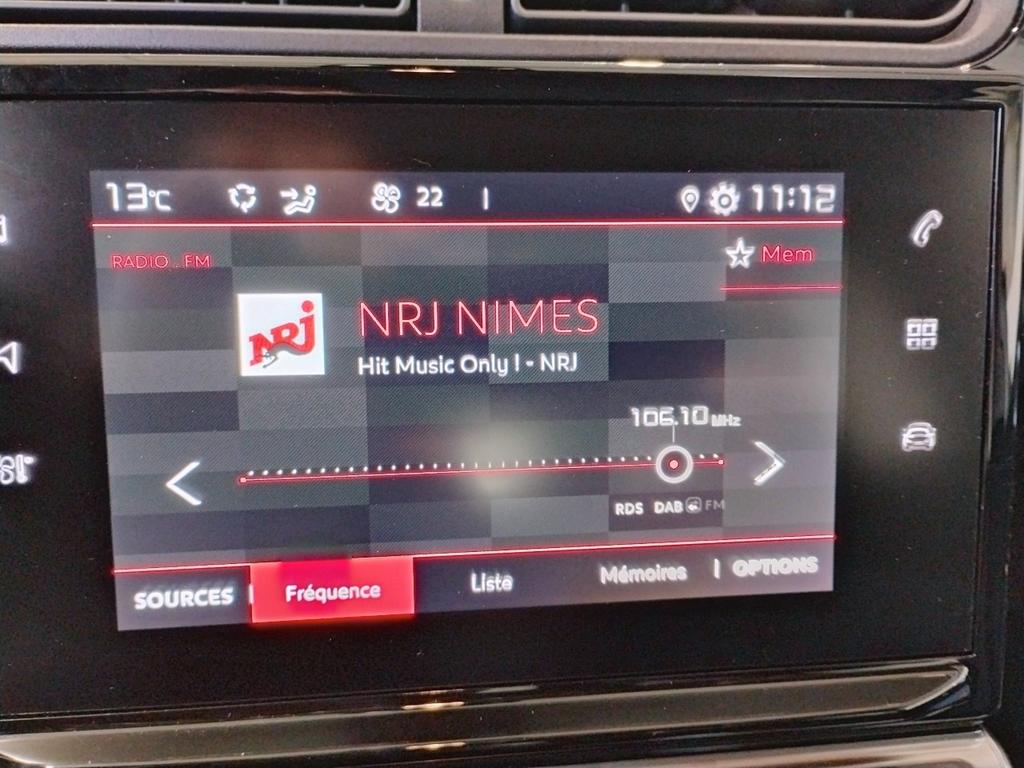 13°C 22 11:12
RADIO .. FM
Mem
NRJ
NRJ NIMES
Hit Music Only ! - NRJ
106.10 MHz
RDS DAB FM
SOURCES Fréquence Liste Mémoires OPTIONS